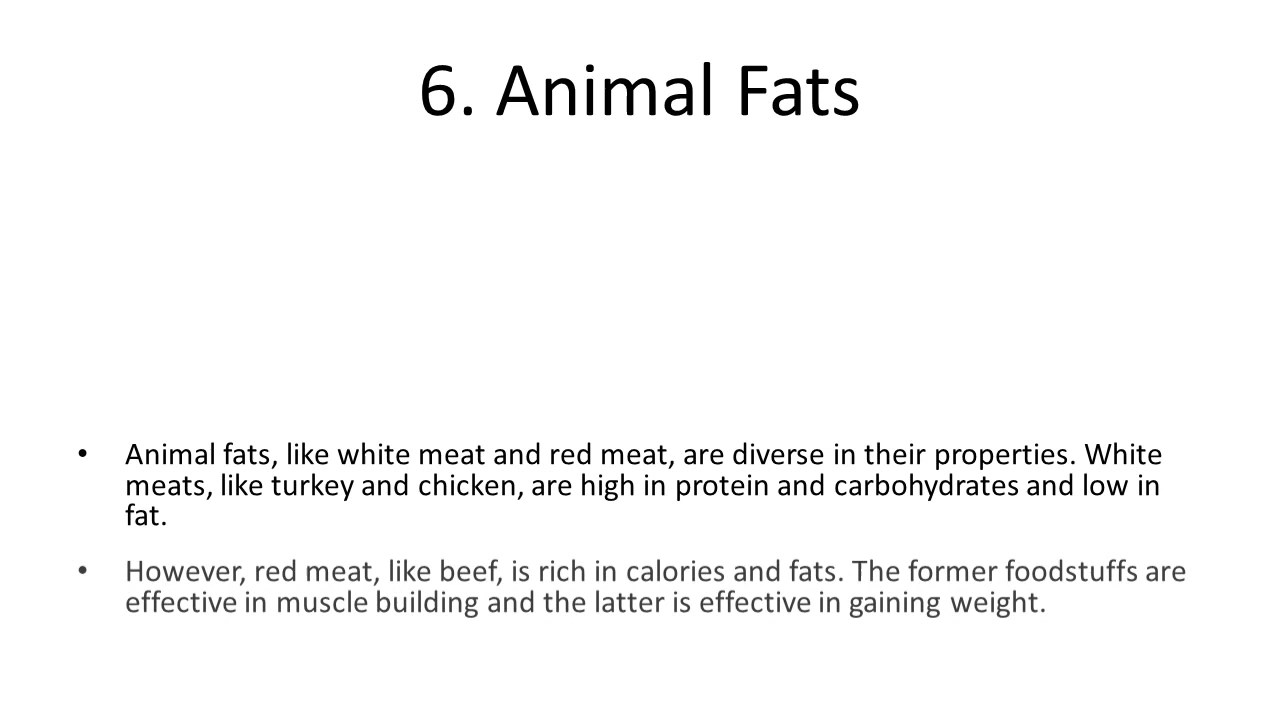 6. Animal Fats
• Animal fats, like white meat and red meat, are diverse in their properties. White
meats, like turkey and chicken, are high in protein and carbohydrates and low in
fat.
• However, red meat, like beef, is rich in calories and fats. The former foodstuffs are
effective in muscle building and the latter is effective in gaining weight.